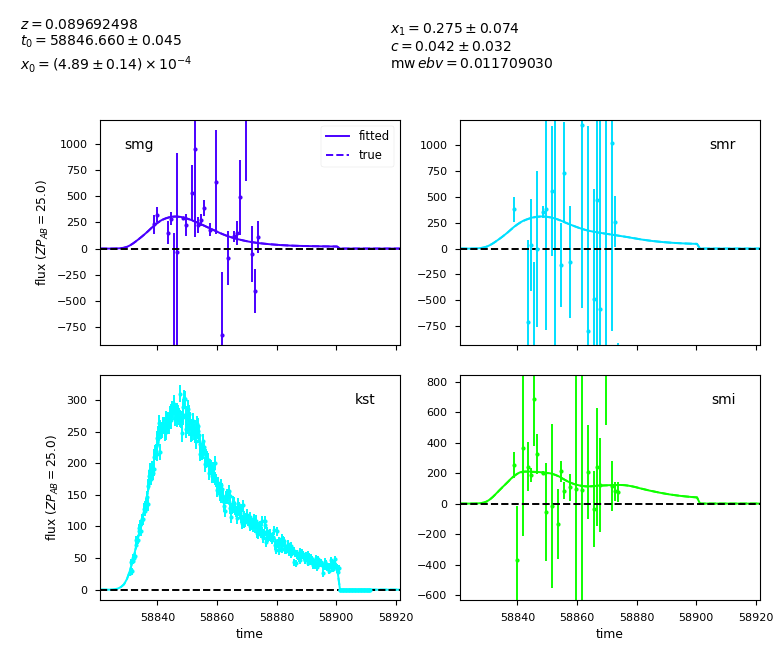 z = 0.089692498
t₀ = 58846.660 ± 0.045
x₀ = (4.89 ± 0.14) × 10⁻⁴
x₁ = 0.275 ± 0.074
c = 0.042 ± 0.032
mw ebv = 0.011709030
smg
fitted
true
1000
750
500
250
0
−250
−500
−750
flux (ZP_AB = 25.0)
smr
1000
750
500
250
0
−250
−500
−750
kst
300
250
200
150
100
50
0
flux (ZP_AB = 25.0)
58840 58860 58880 58900 58920
time
smi
800
600
400
200
0
−200
−400
−600
58840 58860 58880 58900 58920
time